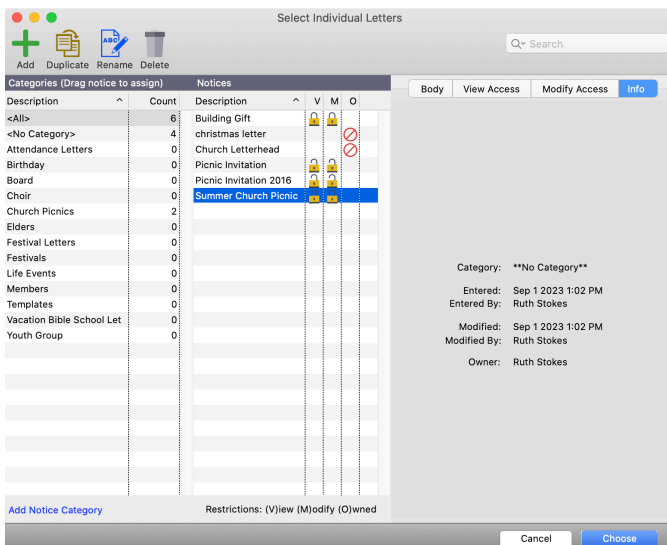 Select Individual Letters
Add Duplicate Rename Delete
ABC
Search
Categories (Drag notice to assign) Notices
Description Count Description V M O
<All> 6 Building Gift
<No Category> 4 christmas letter
Attendance Letters 0 Church Letterhead
Birthday 0 Picnic Invitation
Board 0 Picnic Invitation 2016
Choir 0 Summer Church Picnic
Church Picnics 2
Elders 0
Festival Letters 0
Festivals 0
Life Events 0
Members 0
Templates 0
Vacation Bible School Let 0
Youth Group 0
Add Notice Category
Restrictions: (V)iew (M)odify (O)wned
Body View Access Modify Access Info
Category: **No Category**
Entered: Sep 1 2023 1:02 PM
Entered By: Ruth Stokes
Modified: Sep 1 2023 1:02 PM
Modified By: Ruth Stokes
Owner: Ruth Stokes
Cancel Choose